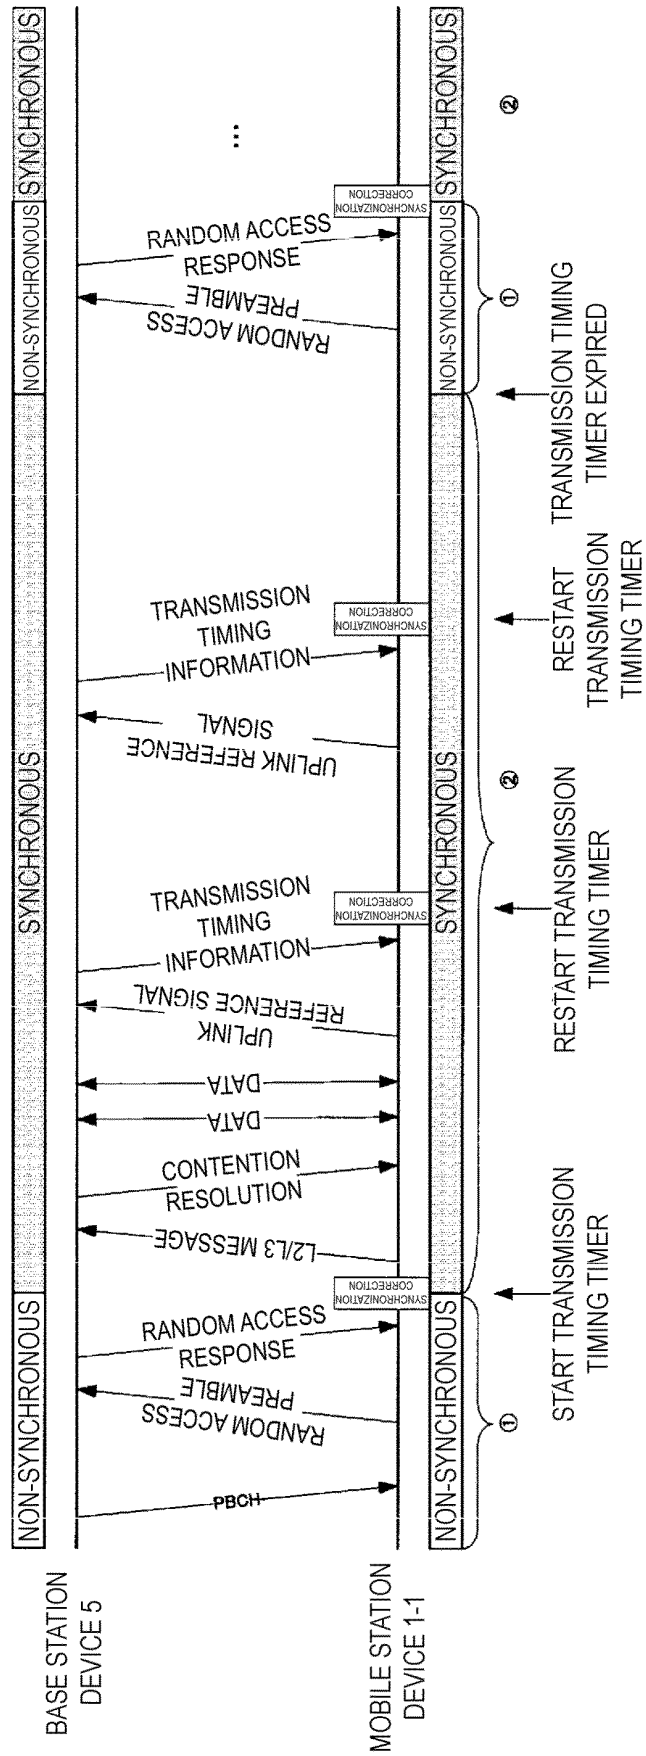 BASE STATION
DEVICE 5
NON-SYNCHRONOUS
SYNCHRONOUS
NON-SYNCHRONOUS
SYNCHRONOUS
PBCH
RANDOM ACCESS
PREAMBLE
RANDOM ACCESS
RESPONSE
SYNCHRONIZATION
CORRECTION
L2/L3 MESSAGE
CONTENTION
RESOLUTION
DATA
DATA
UPLINK
REFERENCE SIGNAL
TRANSMISSION
TIMING
INFORMATION
SYNCHRONIZATION
CORRECTION
UPLINK REFERENCE
SIGNAL
TRANSMISSION
TIMING
INFORMATION
SYNCHRONIZATION
CORRECTION
RANDOM ACCESS
PREAMBLE
RANDOM ACCESS
RESPONSE
SYNCHRONIZATION
CORRECTION
...
MOBILE STATION
DEVICE 1-1
NON-SYNCHRONOUS
SYNCHRONOUS
NON-SYNCHRONOUS
SYNCHRONOUS
①
②
①
②
START TRANSMISSION
TIMING TIMER
RESTART TRANSMISSION
TIMING TIMER
RESTART
TRANSMISSION
TIMING TIMER
TRANSMISSION TIMING
TIMER EXPIRED